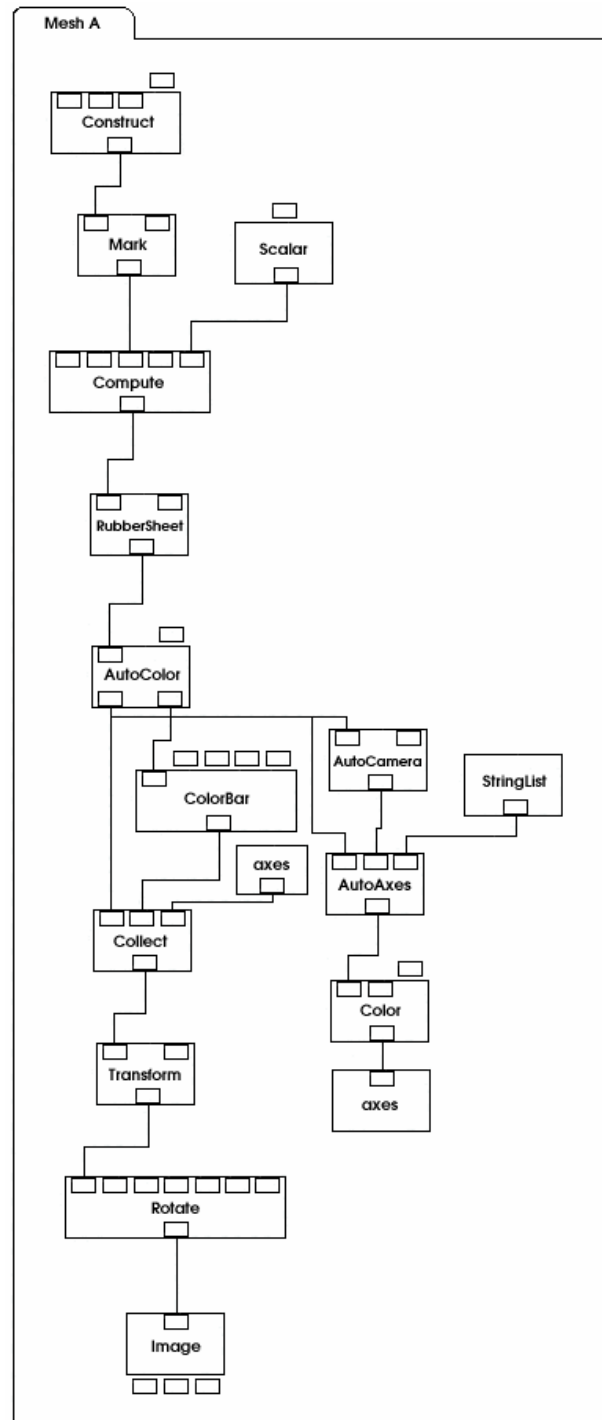 Mesh A
Construct
Mark
Scalar
Compute
RubberSheet
AutoColor
AutoCamera
StringList
ColorBar
axes
AutoAxes
Collect
Color
Transform
axes
Rotate
Image